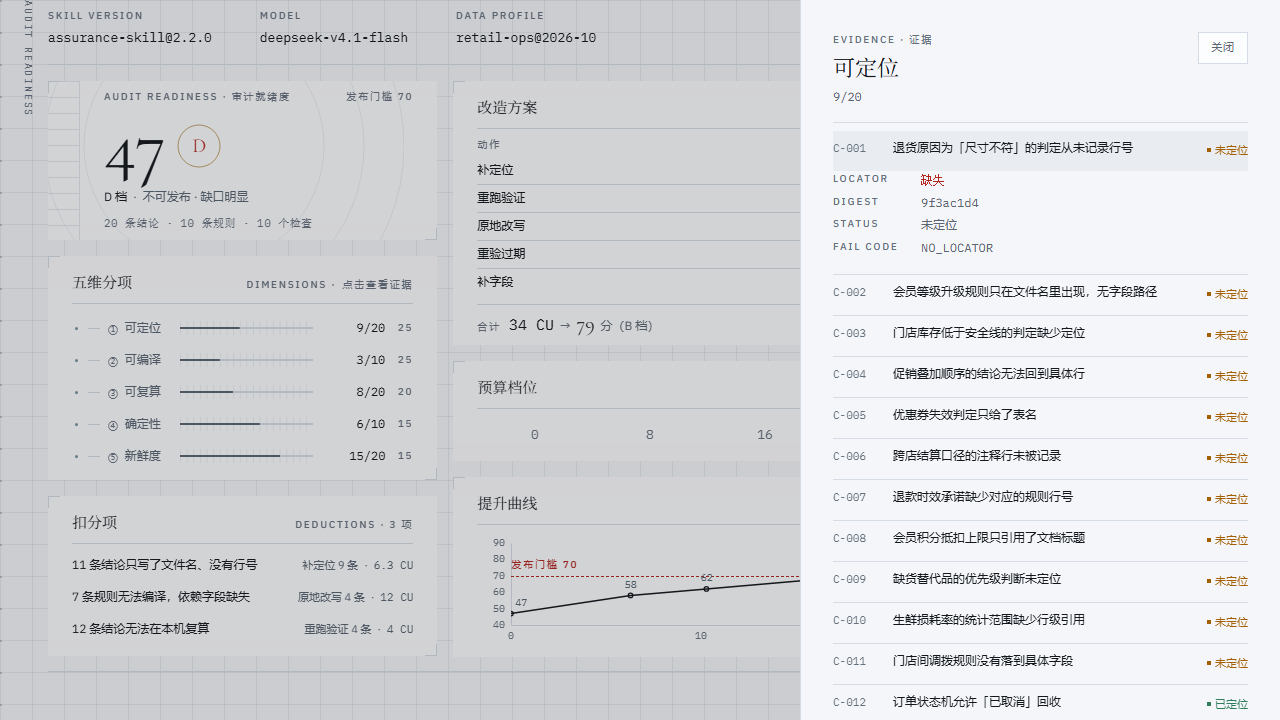 AUDIT READINESS
SKILL VERSION
assurance-skill@2.2.0
MODEL
deepseek-v4.1-flash
DATA PROFILE
retail-ops@2026-10
AUDIT READINESS · 审计就绪度
发布门槛 70
47
D
D 档 · 不可发布 · 缺口明显
20 条结论 · 10 条规则 · 10 个检查
五维分项
DIMENSIONS · 点击查看证据
① 可定位 9/20 25
② 可编译 3/10 25
③ 可复算 8/20 20
④ 确定性 6/10 15
⑤ 新鲜度 15/20 15
扣分项
DEDUCTIONS · 3 项
11 条结论只写了文件名、没有行号
补定位 9 条 · 6.3 CU
7 条规则无法编译，依赖字段缺失
原地改写 4 条 · 12 CU
12 条结论无法在本机复算
重跑验证 4 条 · 4 CU
改造方案
动作
补定位
重跑验证
原地改写
重验过期
补字段
合计 34 CU → 79 分 (B 档)
预算档位
0 8 16
提升曲线
90
80
70
60
50
40
发布门槛 70
47
58
62
0
10
EVIDENCE · 证据
可定位
9/20
关闭
C-001 退货原因为「尺寸不符」的判定从未记录行号 未定位
LOCATOR 缺失
DIGEST 9f3ac1d4
STATUS 未定位
FAIL CODE NO_LOCATOR
C-002 会员等级升级规则只在文件名里出现，无字段路径 未定位
C-003 门店库存低于安全线的判定缺少定位 未定位
C-004 促销叠加顺序的结论无法回到具体行 未定位
C-005 优惠券失效判定只给了表名 未定位
C-006 跨店结算口径的注释行未被记录 未定位
C-007 退款时效承诺缺少对应的规则行号 未定位
C-008 会员积分抵扣上限只引用了文档标题 未定位
C-009 缺货替代品的优先级判断未定位 未定位
C-010 生鲜损耗率的统计范围缺少行级引用 未定位
C-011 门店间调拨规则没有落到具体字段 未定位
C-012 订单状态机允许「已取消」回收 已定位